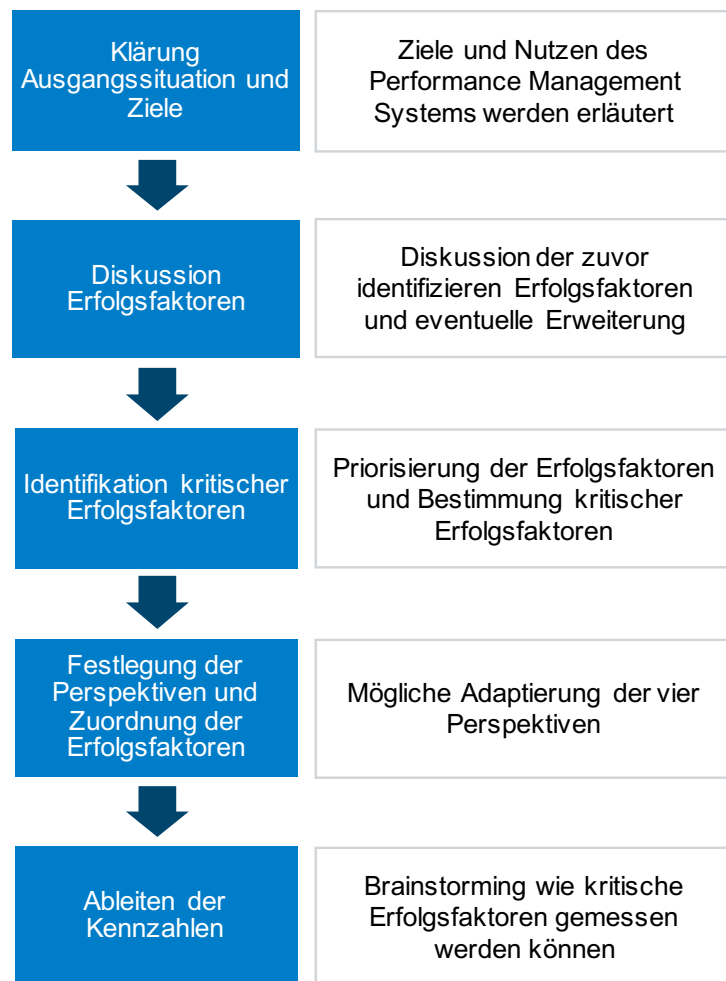 Klärung
Ausgangssituation und
Ziele
Ziele und Nutzen des
Performance Management
Systems werden erläutert
Diskussion
Erfolgsfaktoren
Diskussion der zuvor
identifizieren Erfolgsfaktoren
und eventuelle Erweiterung
Identifikation kritischer
Erfolgsfaktoren
Priorisierung der Erfolgsfaktoren
und Bestimmung kritischer
Erfolgsfaktoren
Festlegung der
Perspektiven und
Zuordnung der
Erfolgsfaktoren
Mögliche Adaptierung der vier
Perspektiven
Ableiten der
Kennzahlen
Brainstorming wie kritische
Erfolgsfaktoren gemessen
werden können